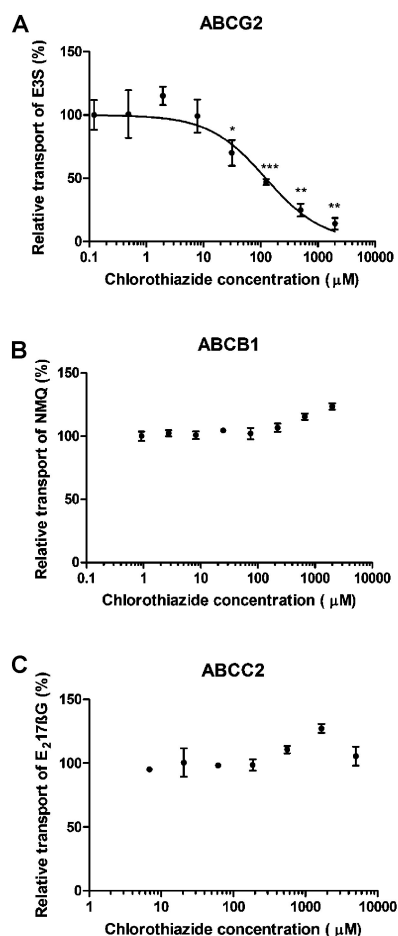 A
ABCG2
Relative transport of E3S (%)
150
100
50
0
*
***
**
**
0.1 1 10 100 1000 10000
Chlorothiazide concentration ( μM)
B
ABCB1
Relative transport of NMQ (%)
150
100
50
0
0.1 1 10 100 1000 10000
Chlorothiazide concentration ( μM)
C
ABCC2
Relative transport of E₂17ßG (%)
150
100
50
0
1 10 100 1000 10000
Chlorothiazide concentration ( μM)